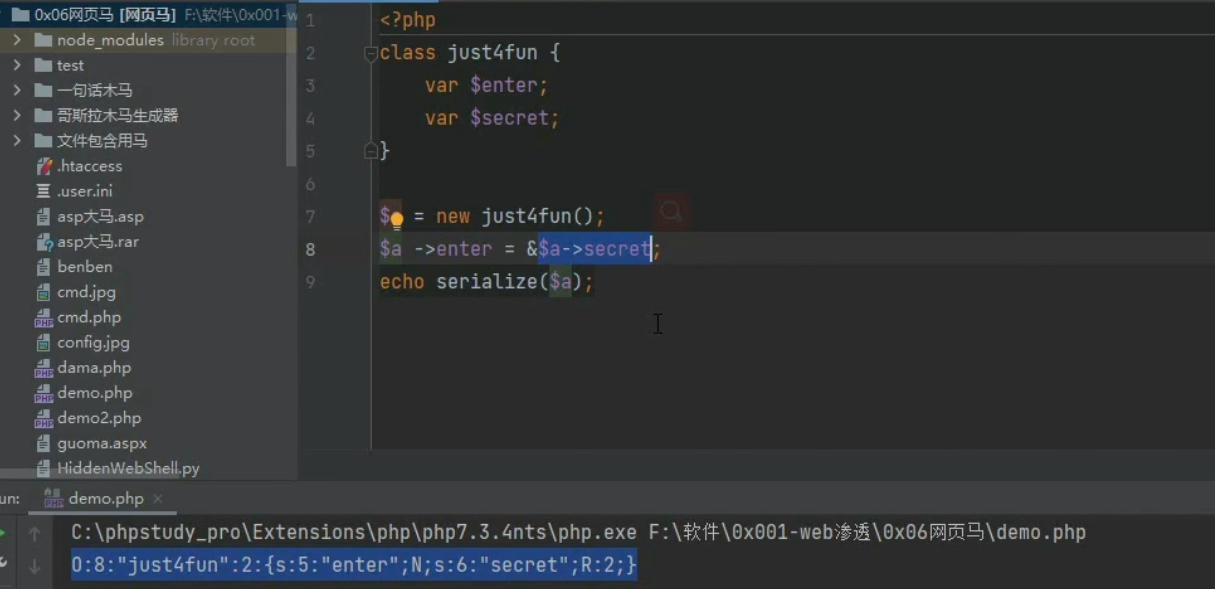 0x06网页马 [网页马] F:\软件\0x001-w
node_modules library root
test
一句话木马
哥斯拉木马生成器
文件包含用马
.htaccess
.user.ini
asp大马.asp
asp大马.rar
benben
cmd.jpg
cmd.php
config.jpg
dama.php
demo.php
demo2.php
guoma.aspx
HiddenWebShell.py
1 <?php
2 class just4fun {
3 var $enter;
4 var $secret;
5 }
6
7 $ = new just4fun();
8 $a ->enter = &$a->secret;
9 echo serialize($a);
un: demo.php ×
C:\phpstudy_pro\Extensions\php\php7.3.4nts\php.exe F:\软件\0x001-web渗透\0x06网页马\demo.php
O:8:"just4fun":2:{s:5:"enter";N;s:6:"secret";R:2;}